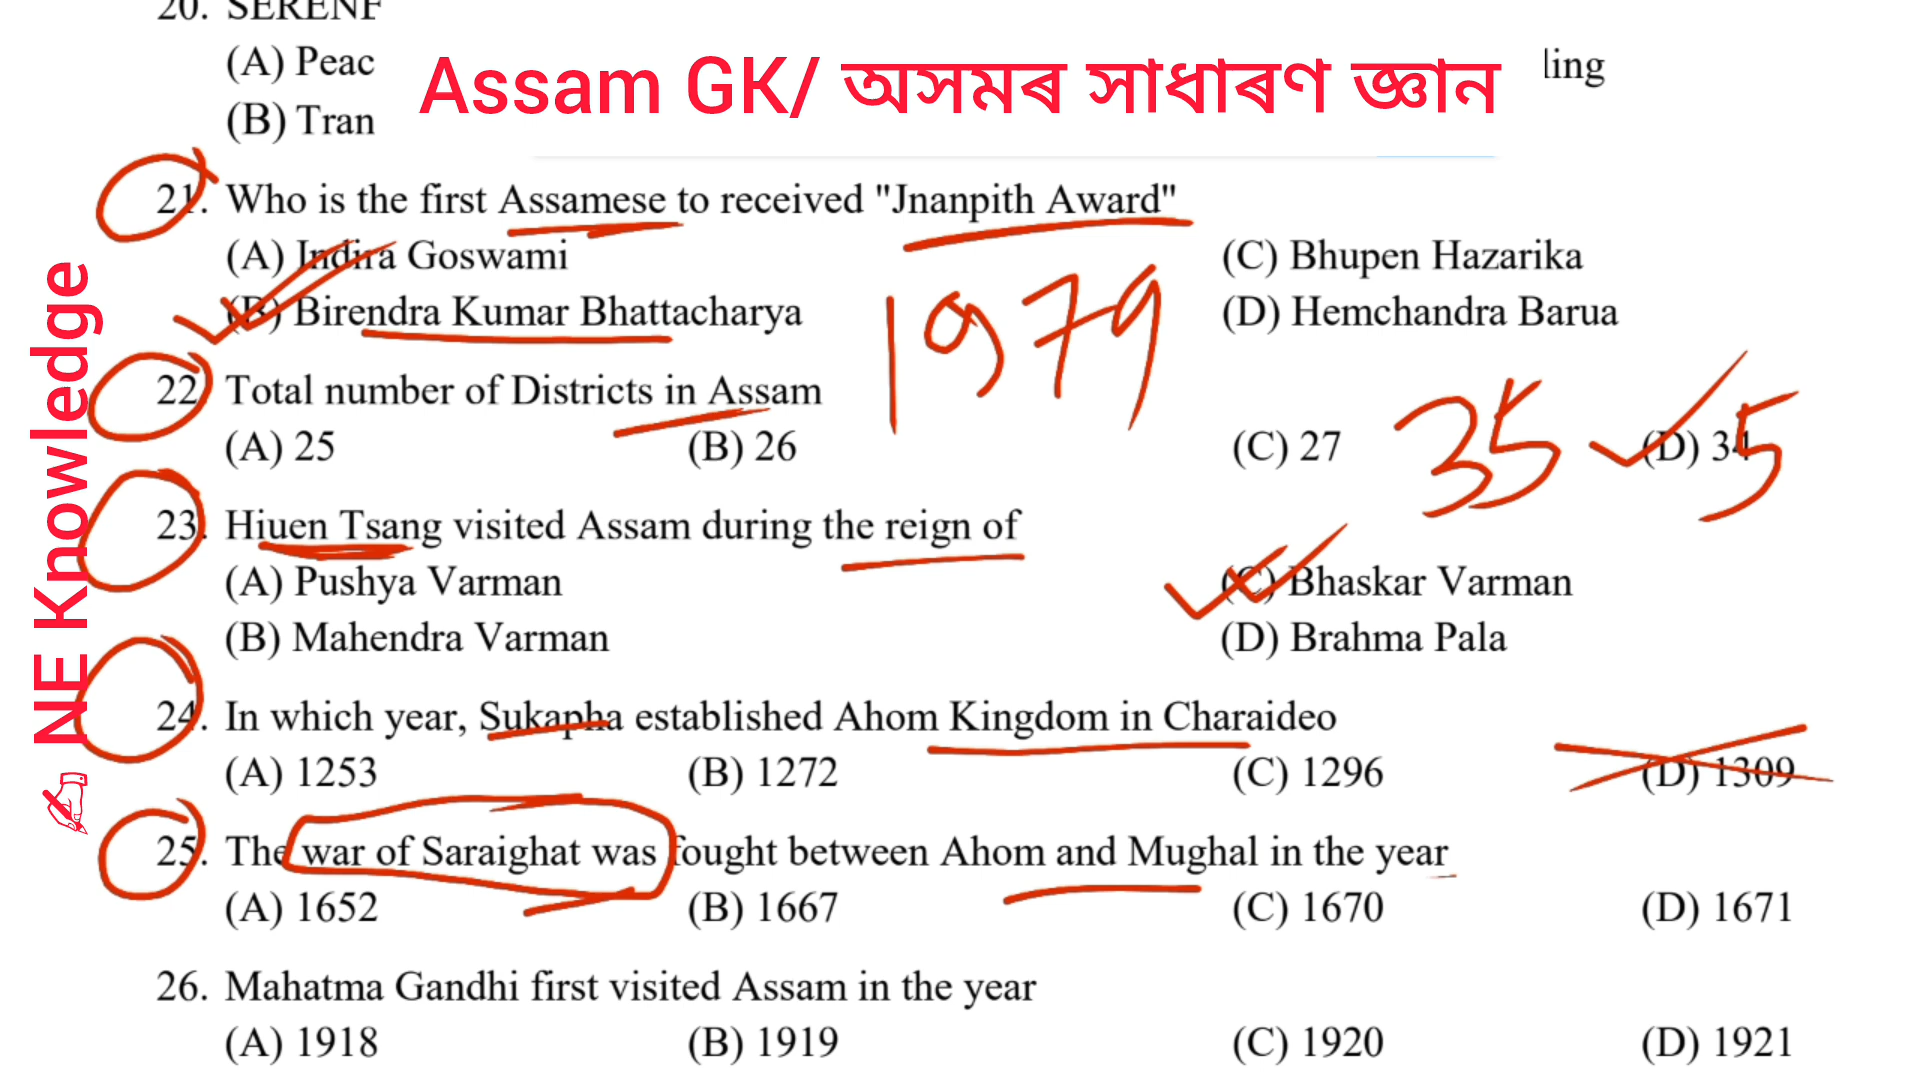 20. SERENF
(A) Peac
ling
(B) Tran
Assam GK/ অসমৰ সাধাৰণ জ্ঞান
21. Who is the first Assamese to received "Jnanpith Award"
(A) Indira Goswami (C) Bhupen Hazarika
(B) Birendra Kumar Bhattacharya (D) Hemchandra Barua
1979
22. Total number of Districts in Assam
(A) 25 (B) 26 (C) 27 (D) 34
35
5
23. Hiuen Tsang visited Assam during the reign of
(A) Pushya Varman (C) Bhaskar Varman
(B) Mahendra Varman (D) Brahma Pala
24. In which year, Sukapha established Ahom Kingdom in Charaideo
(A) 1253 (B) 1272 (C) 1296 (D) 1309
25. The war of Saraighat was fought between Ahom and Mughal in the year
(A) 1652 (B) 1667 (C) 1670 (D) 1671
26. Mahatma Gandhi first visited Assam in the year
(A) 1918 (B) 1919 (C) 1920 (D) 1921
✍ NE Knowledge